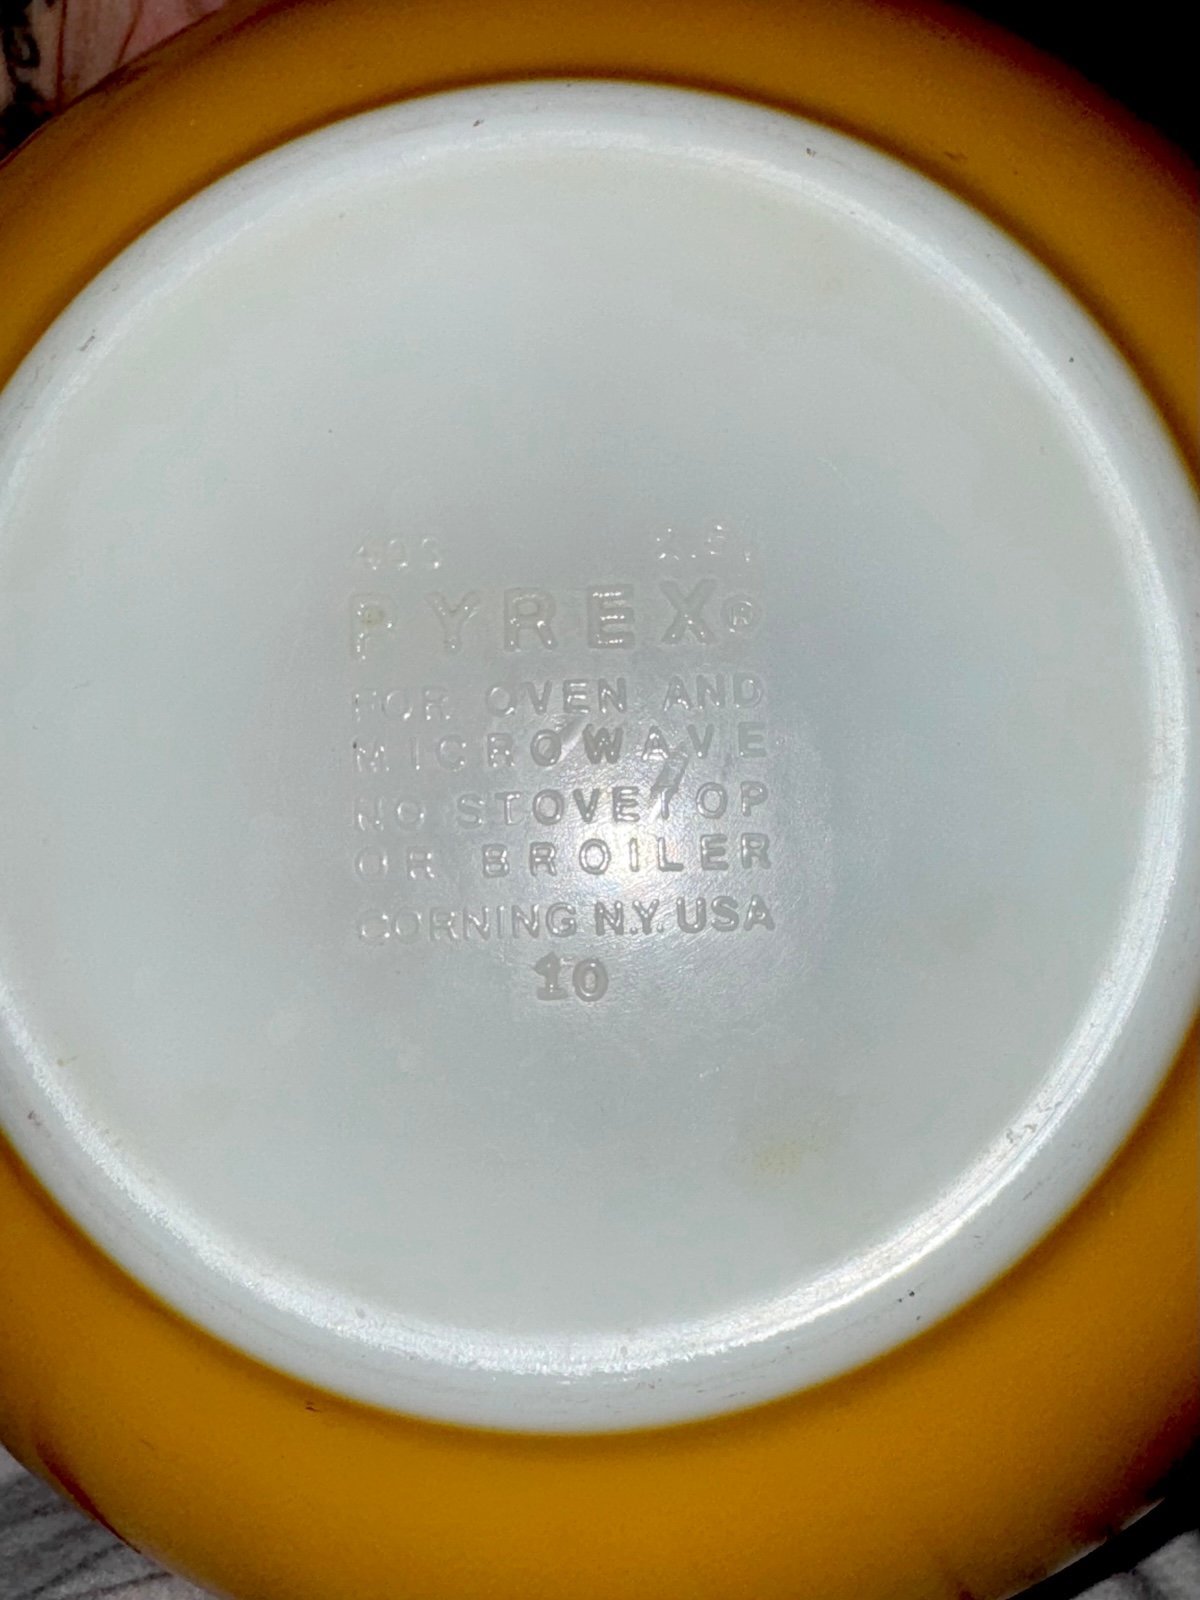 403 2.5 L
PYREX®
FOR OVEN AND
MICROWAVE
NO STOVETOP
OR BROILER
CORNING N.Y. USA
10